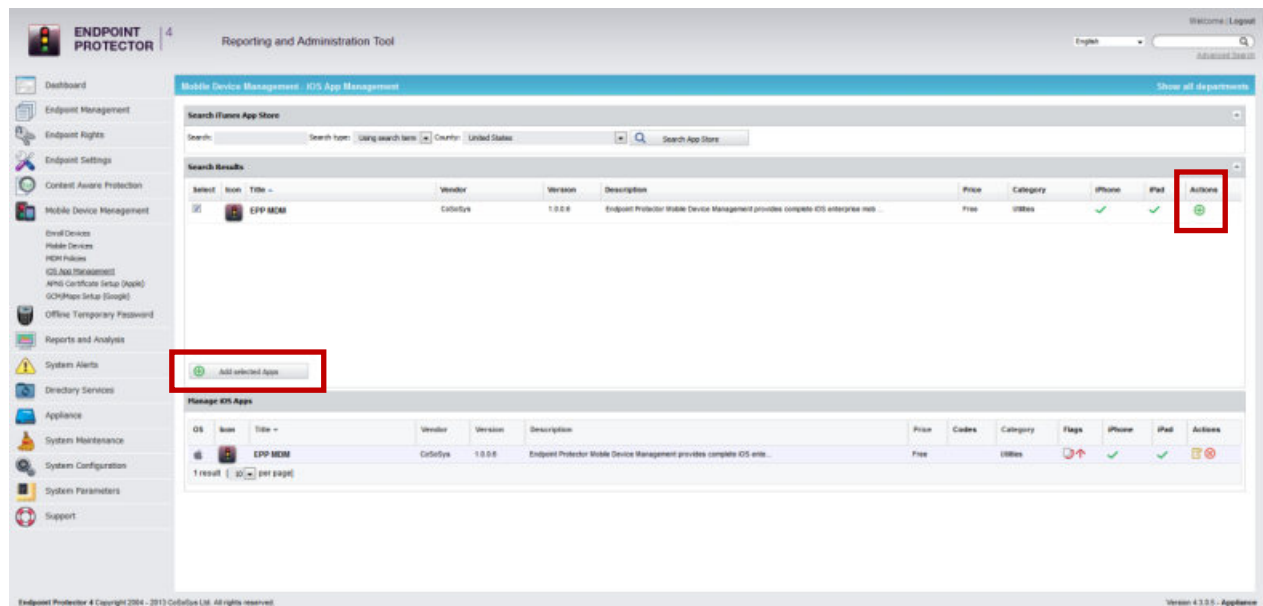 Welcome | Logout
ENDPOINT PROTECTOR 4
Reporting and Administration Tool
English
Advanced Search
Dashboard
Endpoint Management
Endpoint Rights
Endpoint Settings
Content Aware Protection
Mobile Device Management
Enroll Devices
Mobile Devices
MDM Policies
iOS App Management
APNS Certificate Setup (Apple)
GCM/Maps Setup (Google)
Offline Temporary Password
Reports and Analysis
System Alerts
Directory Services
Appliance
System Maintenance
System Configuration
System Parameters
Support
Mobile Device Management - iOS App Management Show all departments
Search iTunes App Store
Search: Search type: Using search term Country: United States Search App Store
Search Results
Select Icon Title Vendor Version Description Price Category iPhone iPad Actions
EPP MDM CoSoSys 1.0.0.6 Endpoint Protector Mobile Device Management provides complete iOS enterprise mob ... Free Utilities
Add selected Apps
Manage iOS Apps
OS Icon Title Vendor Version Description Price Codes Category Flags iPhone iPad Actions
EPP MDM CoSoSys 1.0.0.6 Endpoint Protector Mobile Device Management provides complete iOS ente... Free Utilities
1 result [ 10 per page]
Endpoint Protector 4 Copyright 2004 - 2013 CoSoSys Ltd. All rights reserved. Version 4.3.0.5 - Appliance